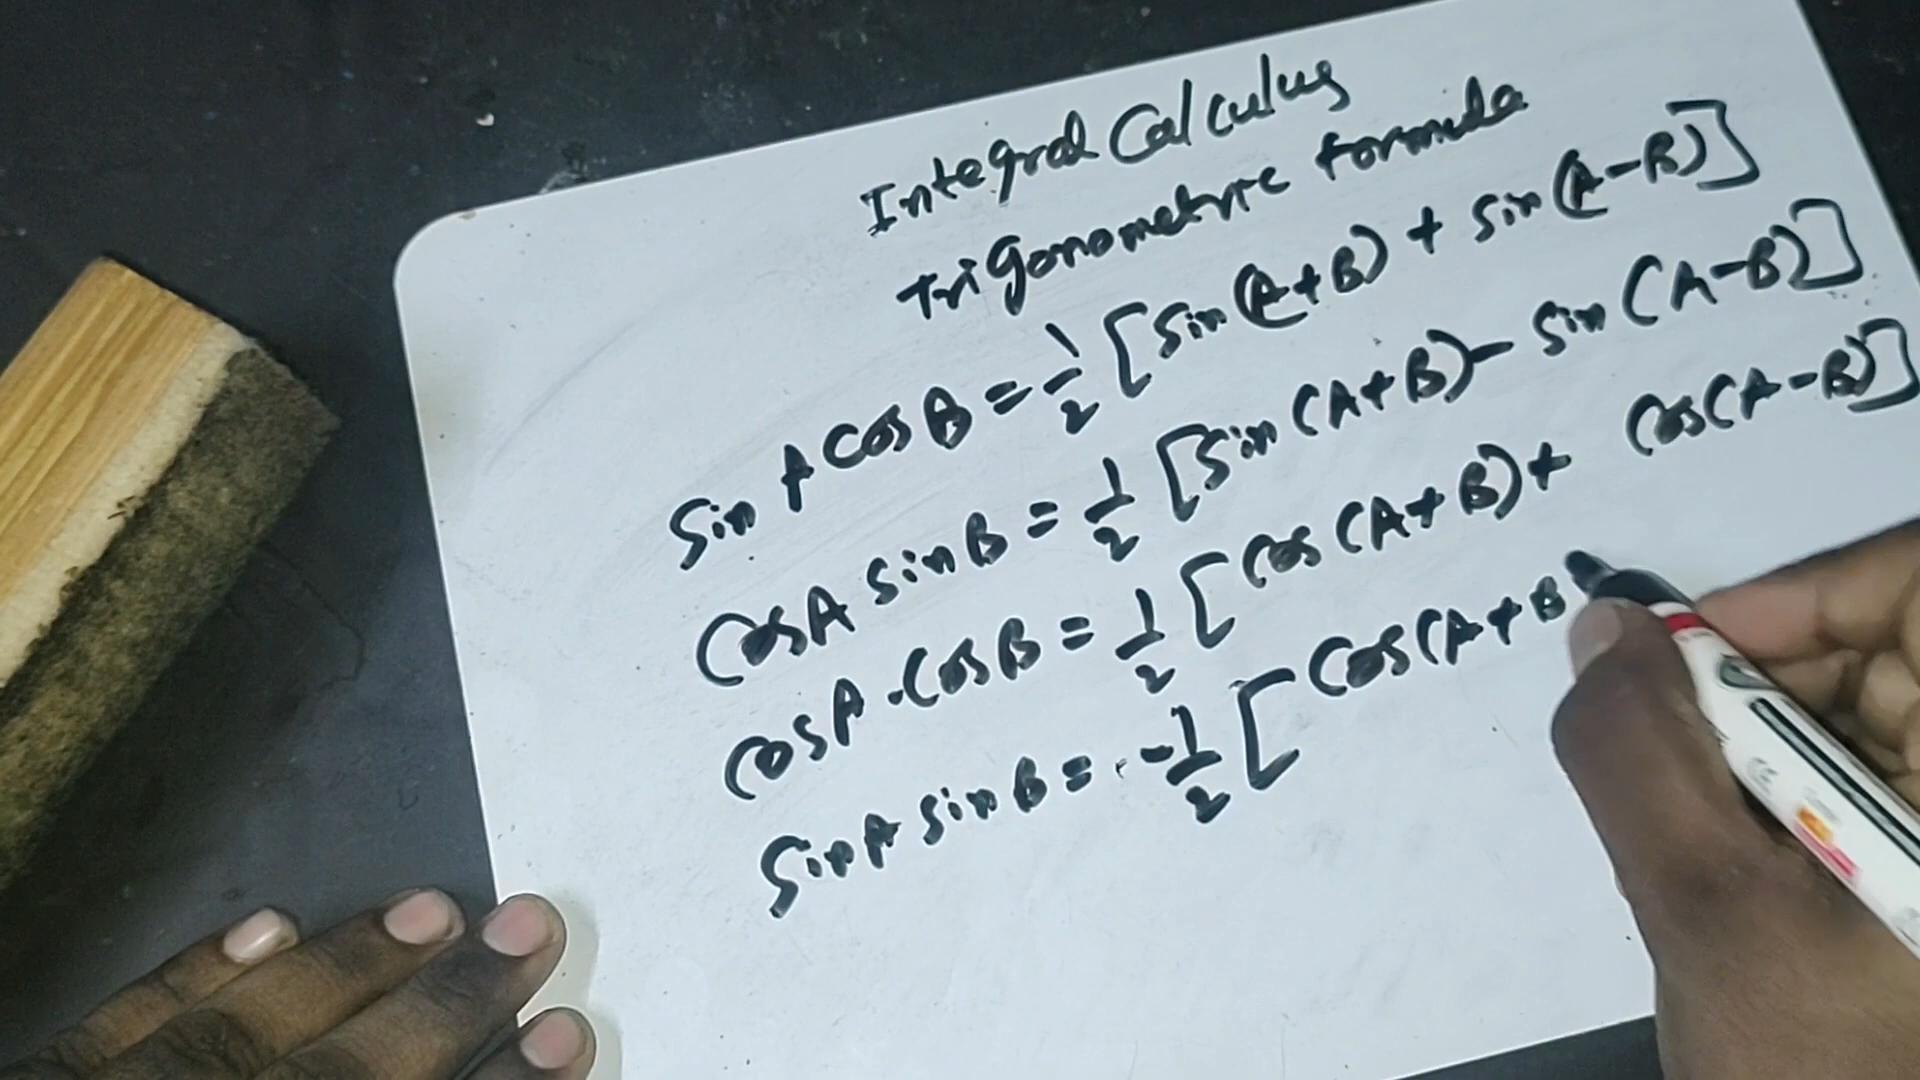 Integral Calculus
Trigonometric formula
Sin A Cos B = 1/2 [Sin (A+B) + Sin (A-B)]
Cos A Sin B = 1/2 [Sin (A+B) - Sin (A-B)]
Cos A . Cos B = 1/2 [Cos (A+B) + Cos (A-B)]
Sin A Sin B = -1/2 [Cos (A+B